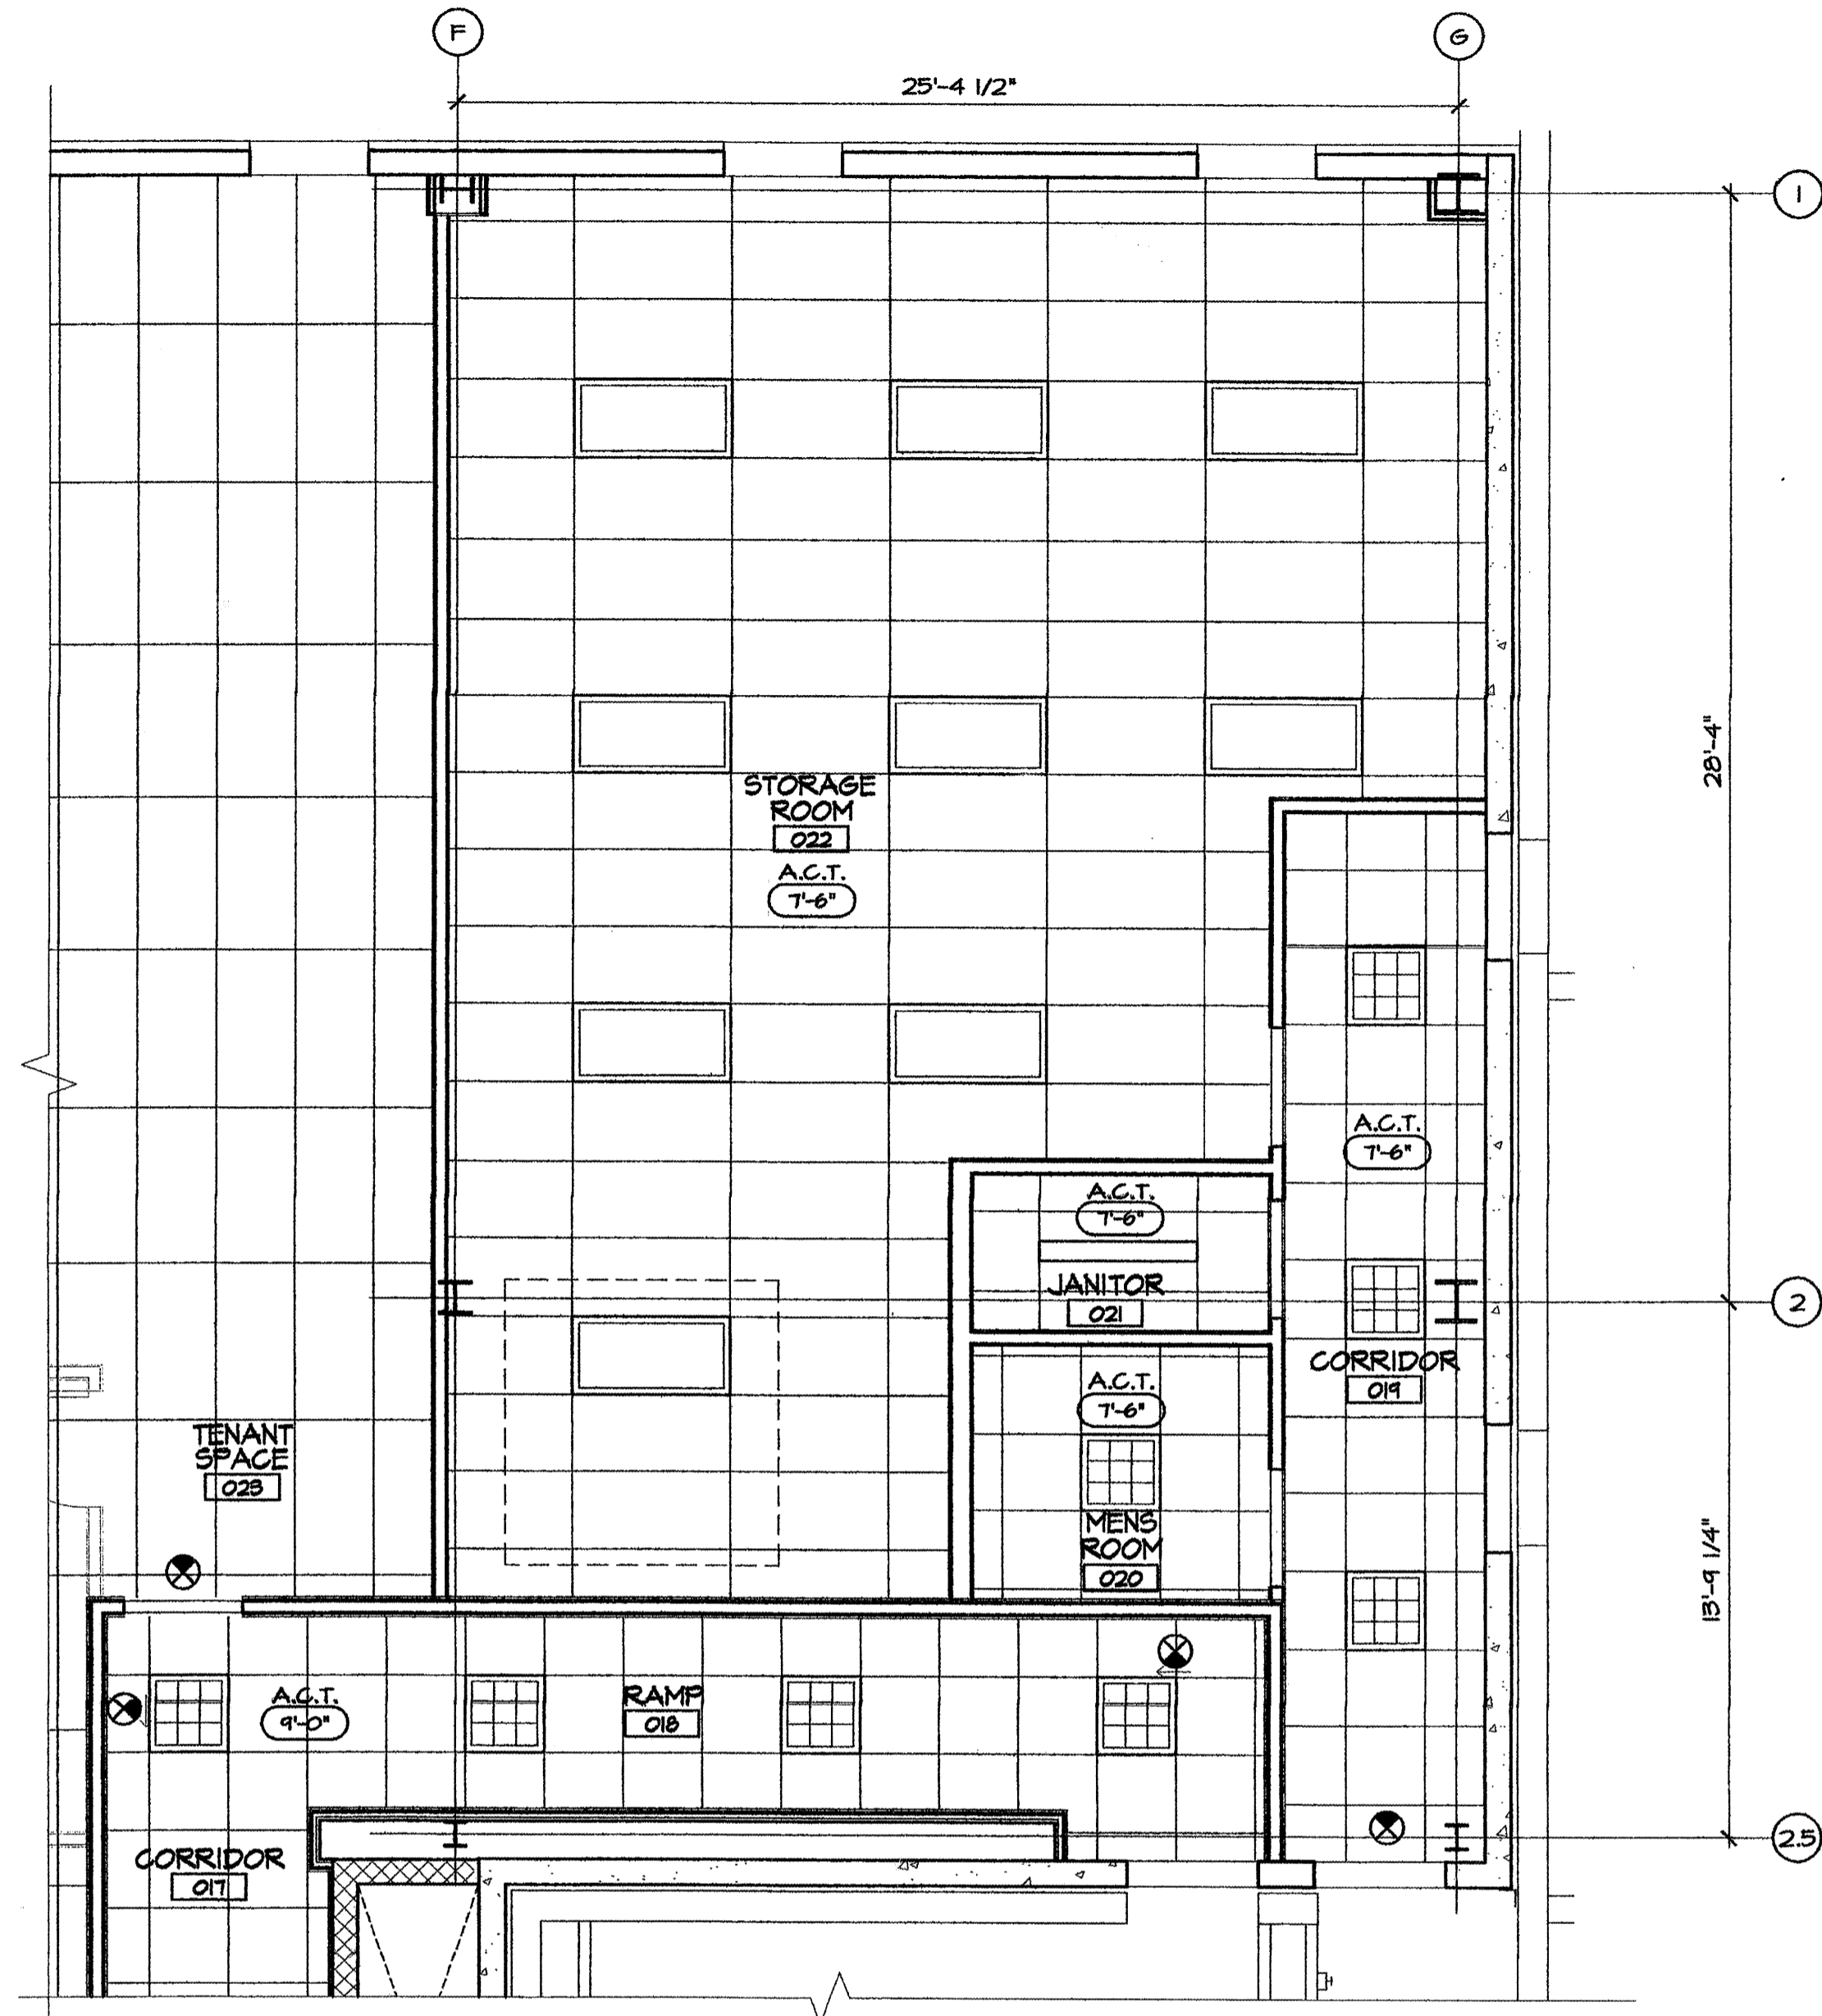 F
G
25'-4 1/2"
1
28'-4"
STORAGE
ROOM
022
A.C.T.
7'-6"
A.C.T.
7'-6"
A.C.T.
7'-6"
JANITOR
021
2
CORRIDOR
019
A.C.T.
7'-6"
TENANT
SPACE
023
MENS
ROOM
020
13'-9 1/4"
A.C.T.
9'-0"
RAMP
018
2.5
CORRIDOR
017